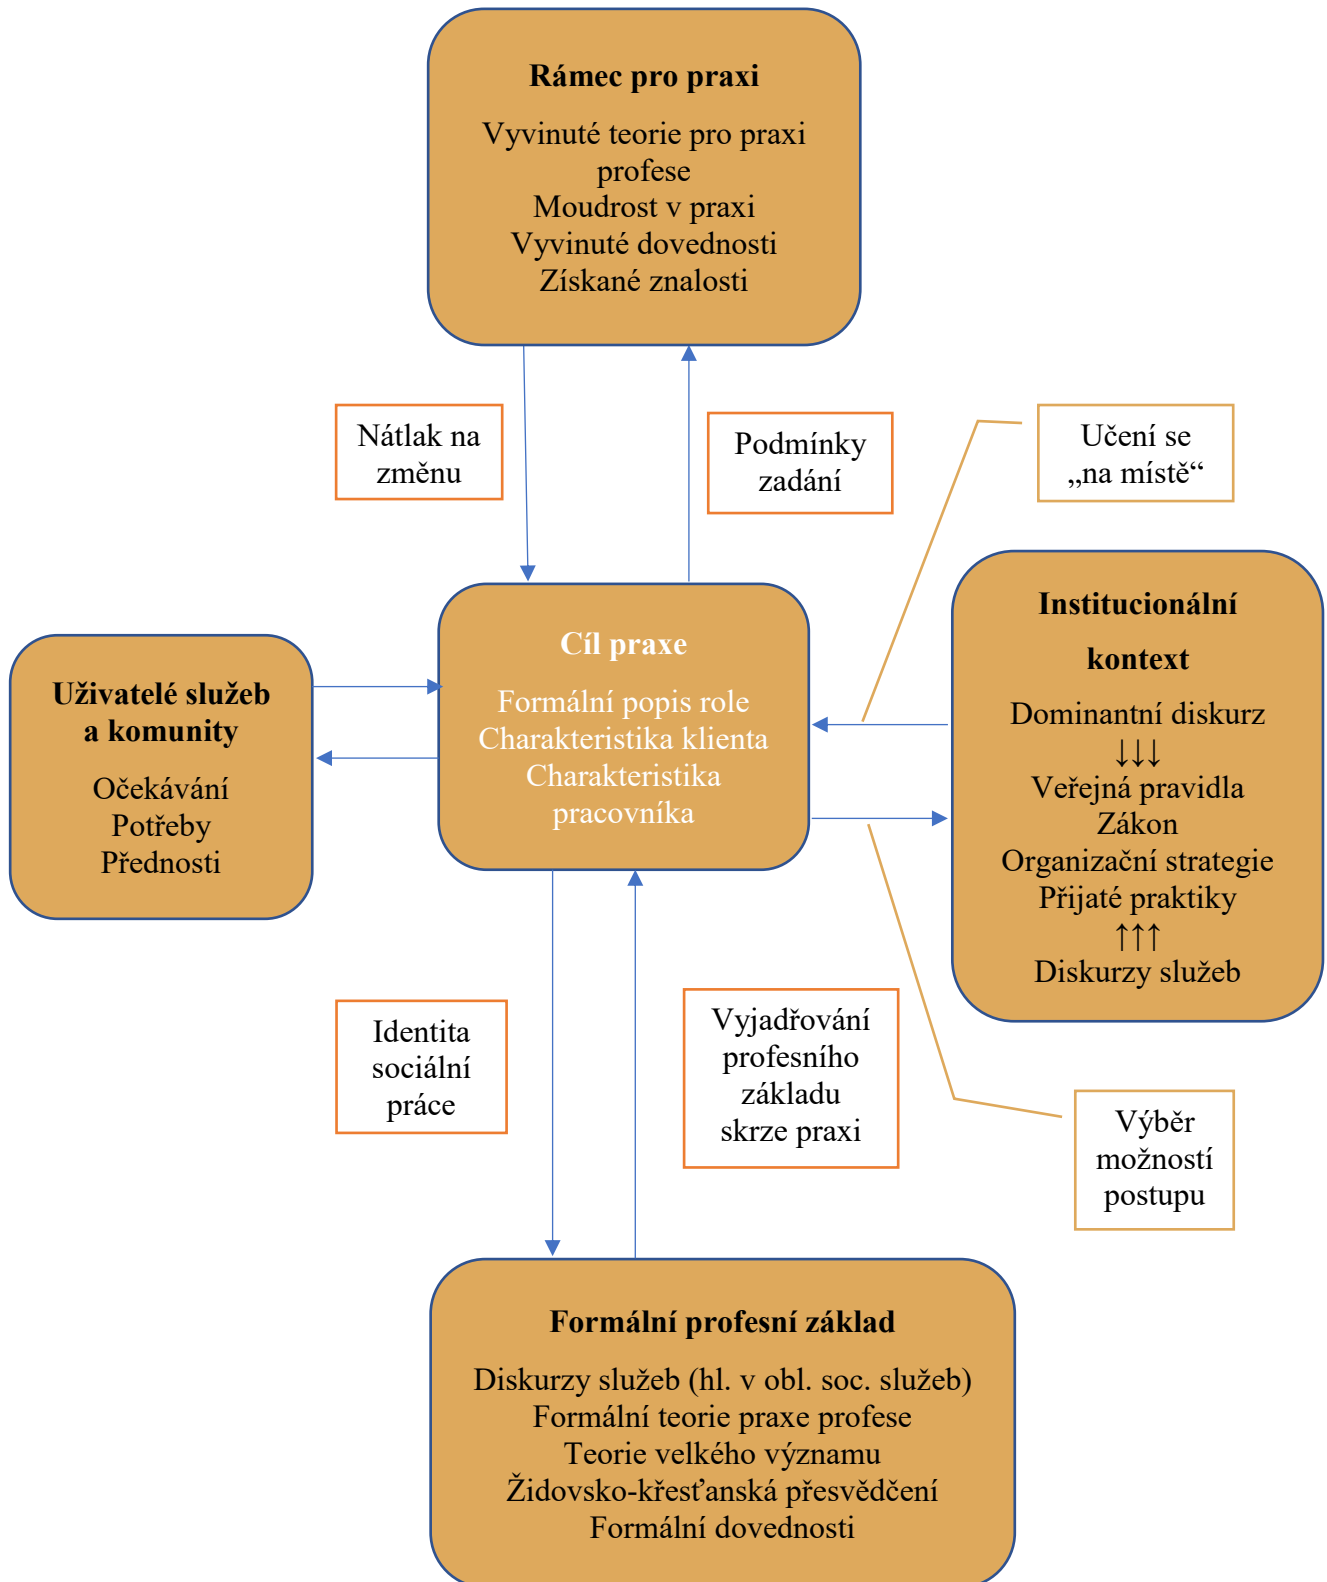 Rámec pro praxi
Vyvinuté teorie pro praxi
profese
Moudrost v praxi
Vyvinuté dovednosti
Získané znalosti
Nátlak na
změnu
Podmínky
zadání
Učení se
„na místě“
Cíl praxe
Formální popis role
Charakteristika klienta
Charakteristika
pracovníka
Uživatelé služeb
a komunity
Očekávání
Potřeby
Přednosti
Institucionální
kontext
Dominantní diskurz
↓↓↓
Veřejná pravidla
Zákon
Organizační strategie
Přijaté praktiky
↑↑↑
Diskurzy služeb
Identita
sociální
práce
Vyjadřování
profesního
základu
skrze praxi
Výběr
možností
postupu
Formální profesní základ
Diskurzy služeb (hl. v obl. soc. služeb)
Formální teorie praxe profese
Teorie velkého významu
Židovsko-křesťanská přesvědčení
Formální dovednosti